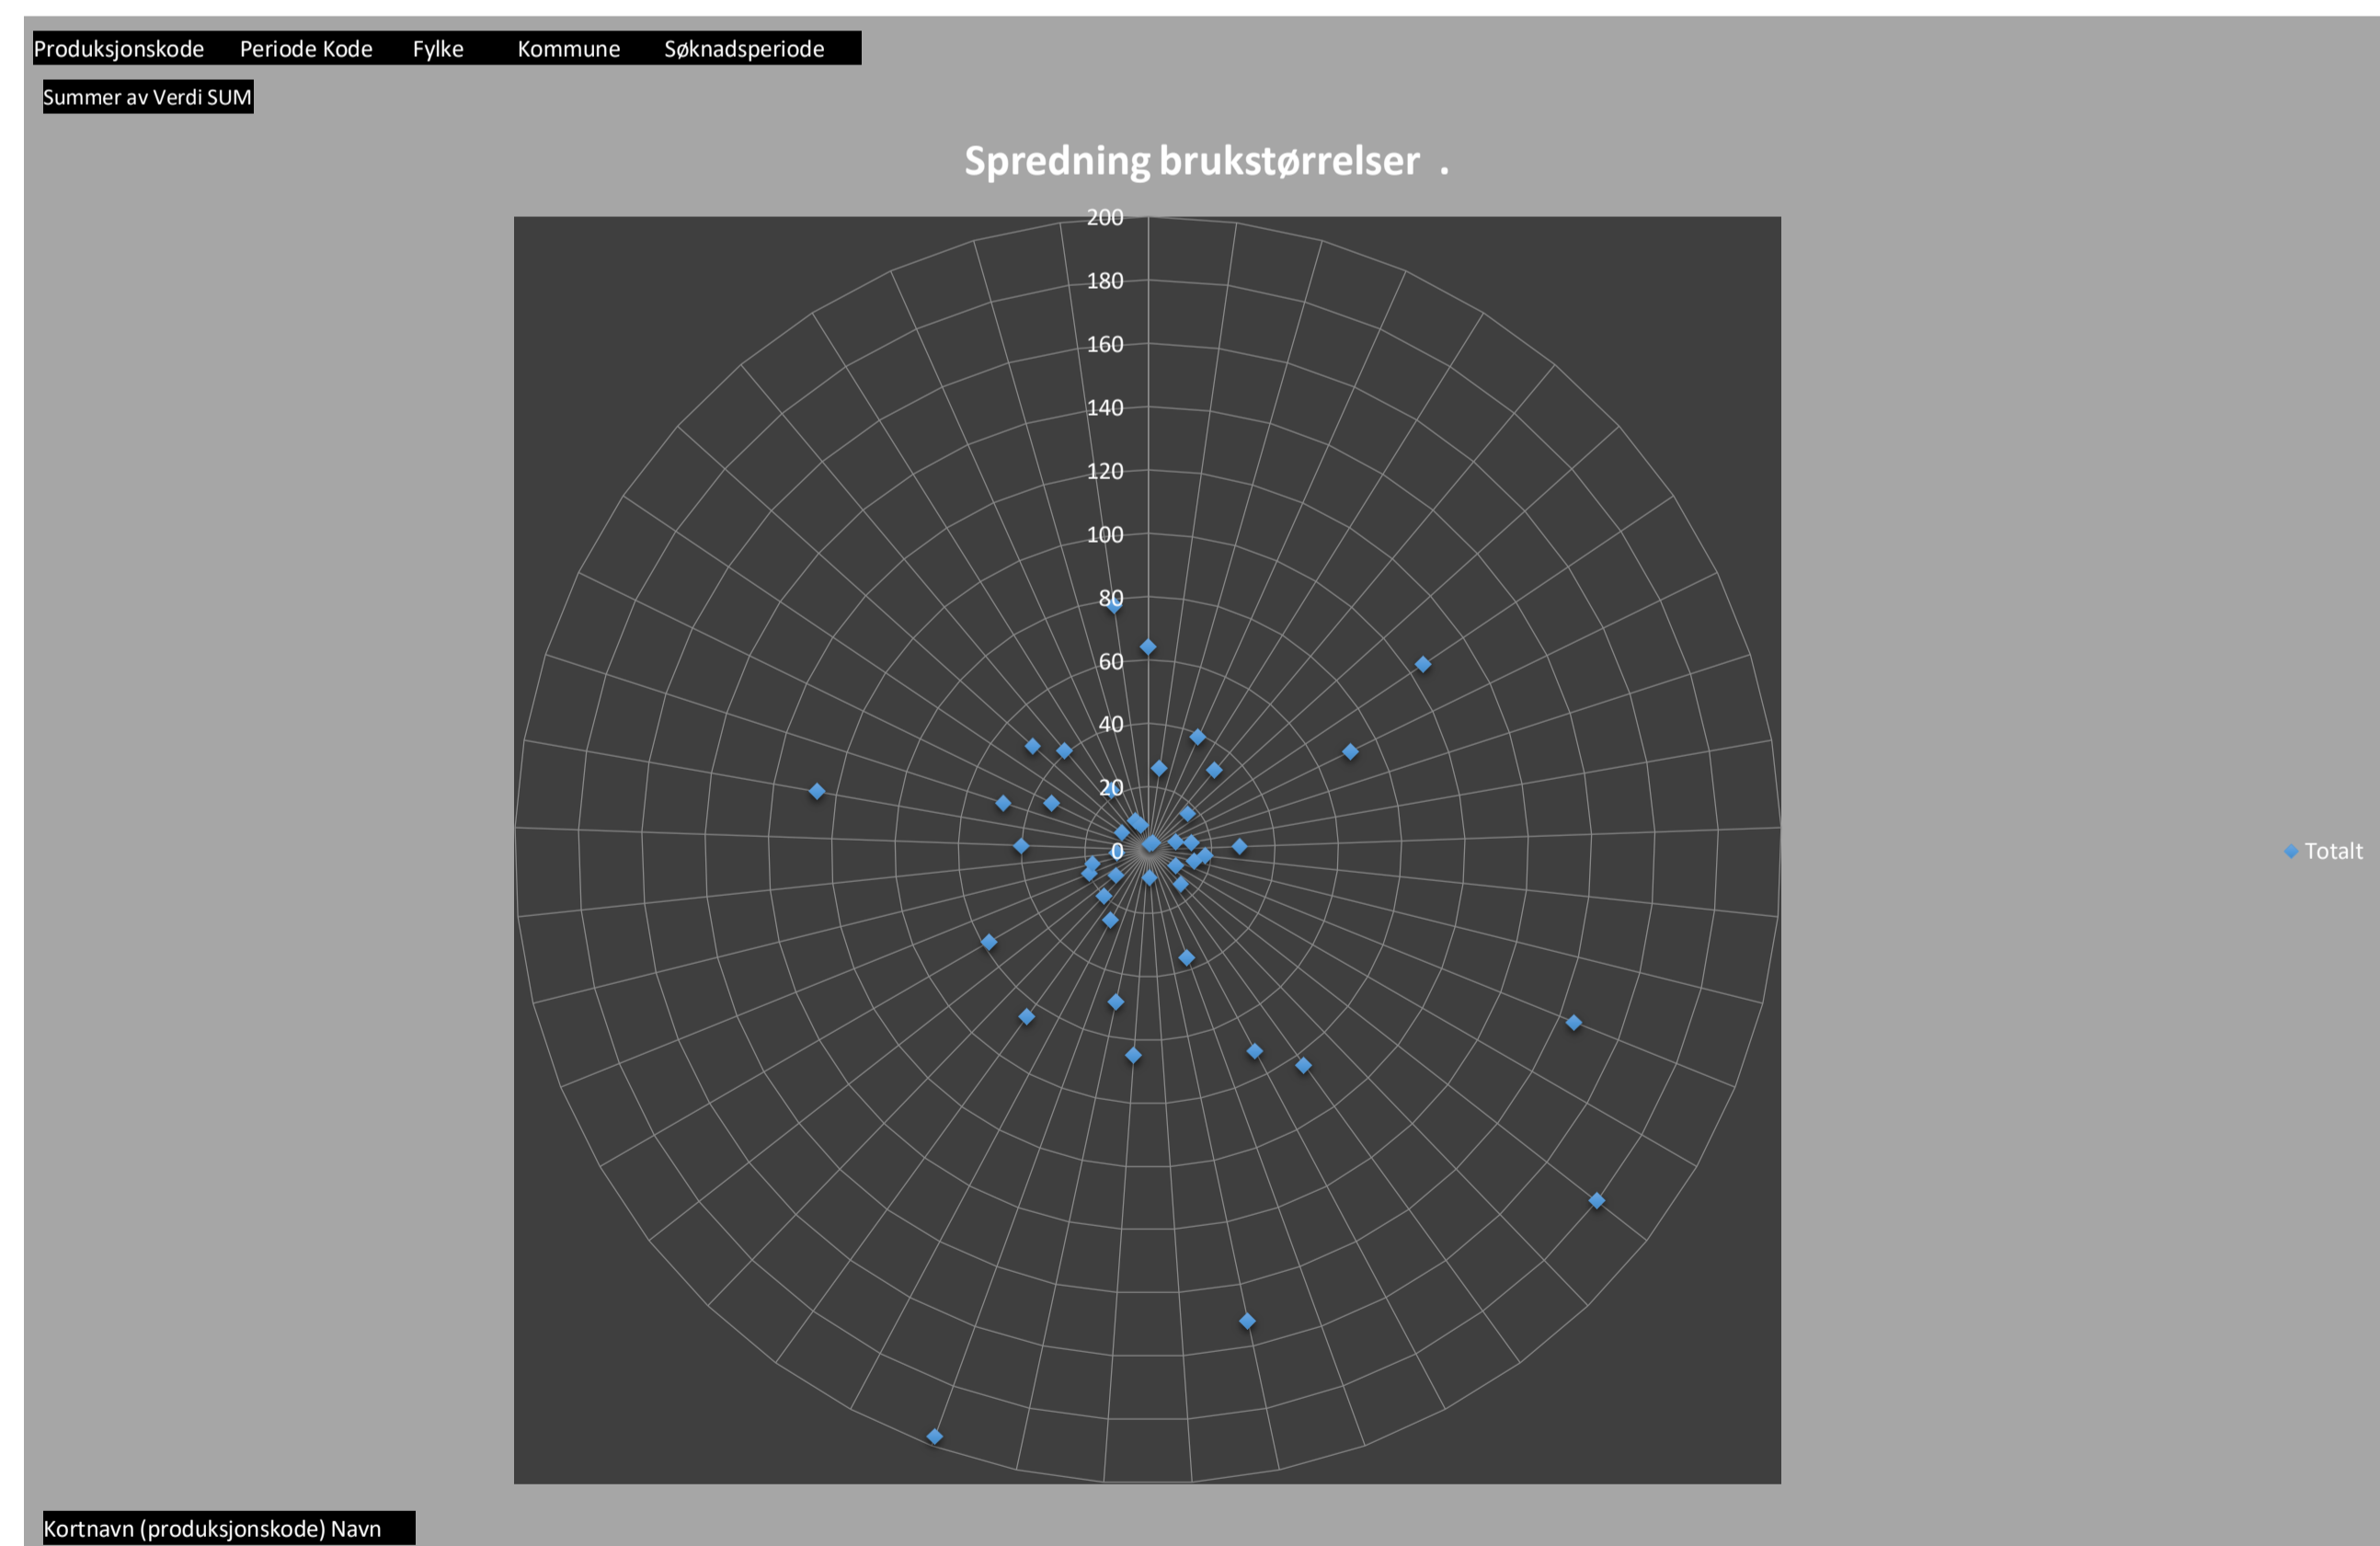 Produksjonskode Periode Kode Fylke Kommune Søknadsperiode
Summer av Verdi SUM
Spredning brukstørrelser .
200
180
160
140
120
100
80
60
40
20
0
Totalt
Kortnavn (produksjonskode) Navn